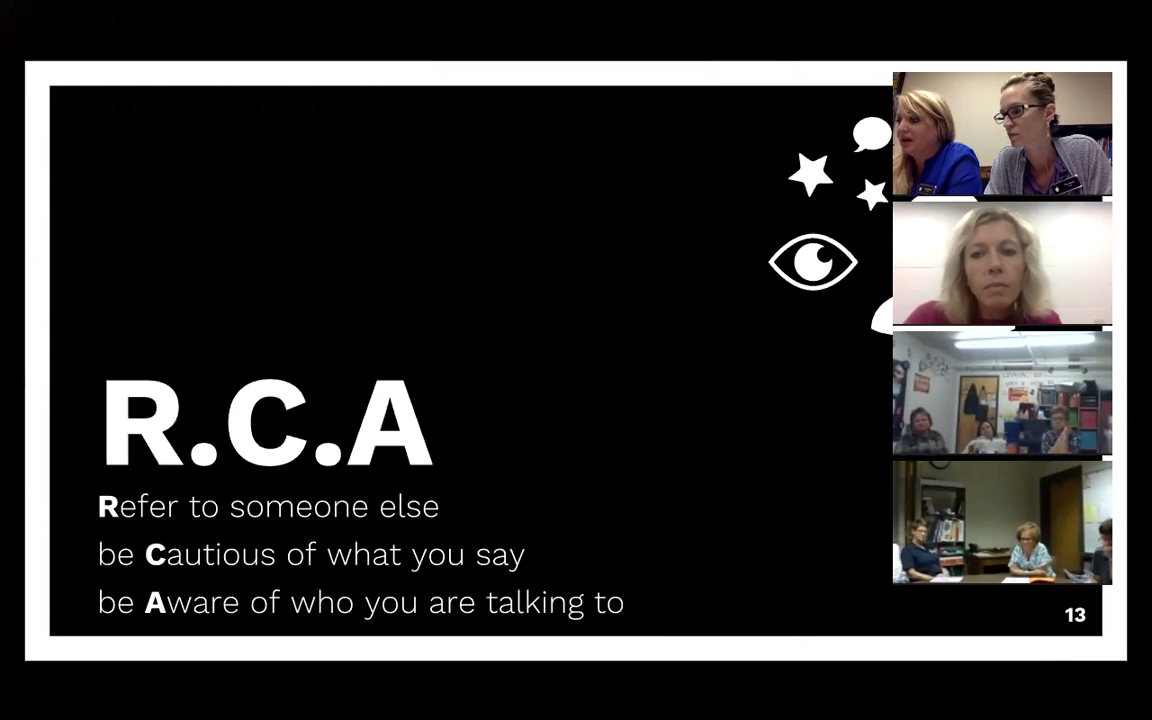 R.C.A
Refer to someone else
be Cautious of what you say
be Aware of who you are talking to
13